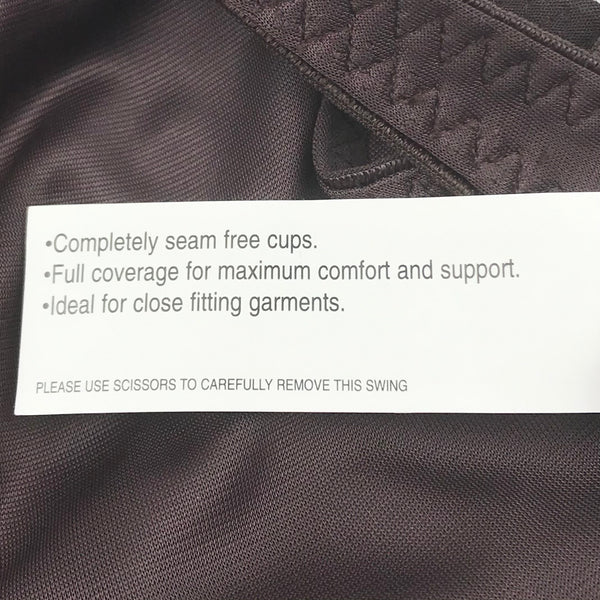 •Completely seam free cups.
•Full coverage for maximum comfort and support.
•Ideal for close fitting garments.
PLEASE USE SCISSORS TO CAREFULLY REMOVE THIS SWING